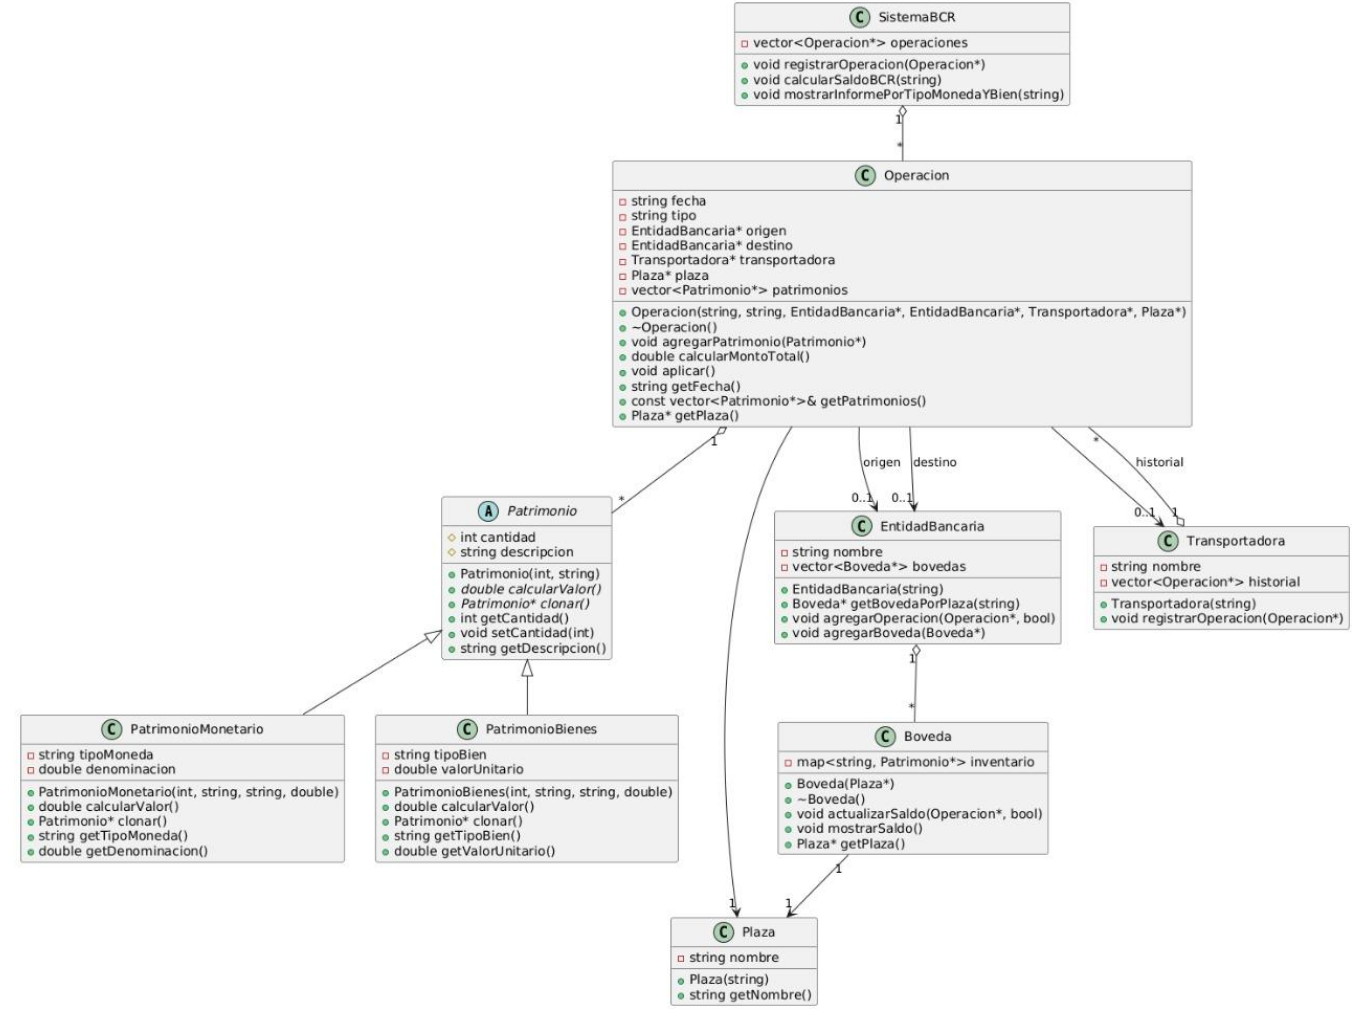 C SistemaBCR
vector<Operacion*> operaciones
void registrarOperacion(Operacion*)
void calcularSaldoBCR(string)
void mostrarInformePorTipoMonedaYBien(string)
1
*
C Operacion
string fecha
string tipo
EntidadBancaria* origen
EntidadBancaria* destino
Transportadora* transportadora
Plaza* plaza
vector<Patrimonio*> patrimonios
Operacion(string, string, EntidadBancaria*, EntidadBancaria*, Transportadora*, Plaza*)
~Operacion()
void agregarPatrimonio(Patrimonio*)
double calcularMontoTotal()
void aplicar()
string getFecha()
const vector<Patrimonio*>& getPatrimonios()
Plaza* getPlaza()
1
*
origen
destino
*
historial
0..1
0..1
0..1
1
A Patrimonio
int cantidad
string descripcion
Patrimonio(int, string)
double calcularValor()
Patrimonio* clonar()
int getCantidad()
void setCantidad(int)
string getDescripcion()
C EntidadBancaria
string nombre
vector<Boveda*> bovedas
EntidadBancaria(string)
Boveda* getBovedaPorPlaza(string)
void agregarOperacion(Operacion*, bool)
void agregarBoveda(Boveda*)
C Transportadora
string nombre
vector<Operacion*> historial
Transportadora(string)
void registrarOperacion(Operacion*)
1
*
C PatrimonioMonetario
string tipoMoneda
double denominacion
PatrimonioMonetario(int, string, string, double)
double calcularValor()
Patrimonio* clonar()
string getTipoMoneda()
double getDenominacion()
C PatrimonioBienes
string tipoBien
double valorUnitario
PatrimonioBienes(int, string, string, double)
double calcularValor()
Patrimonio* clonar()
string getTipoBien()
double getValorUnitario()
C Boveda
map<string, Patrimonio*> inventario
Boveda(Plaza*)
~Boveda()
void actualizarSaldo(Operacion*, bool)
void mostrarSaldo()
Plaza* getPlaza()
1
1
1
C Plaza
string nombre
Plaza(string)
string getNombre()